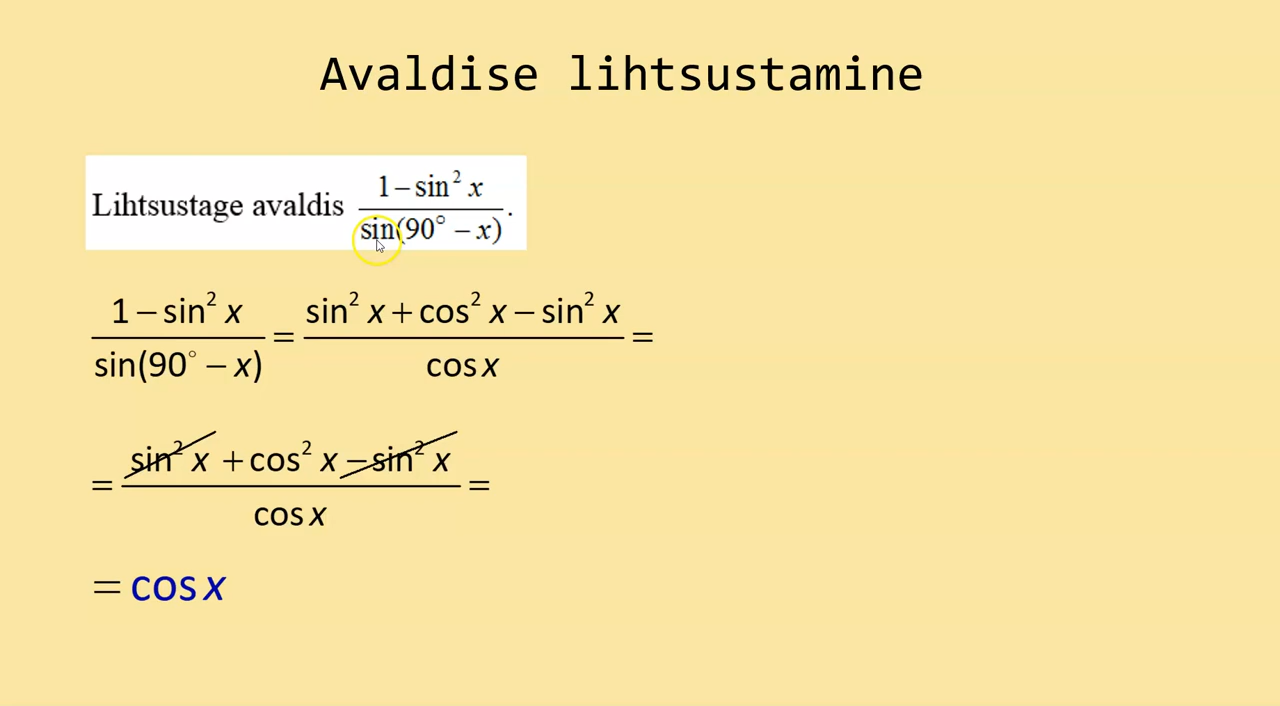 Avaldise lihtsustamine
Lihtsustage avaldis (1 − sin² x)/(sin(90° − x)).
(1 − sin² x)/(sin(90° − x)) = (sin² x + cos² x − sin² x)/(cos x) =
= (sin² x + cos² x − sin² x)/(cos x) =
= cos x